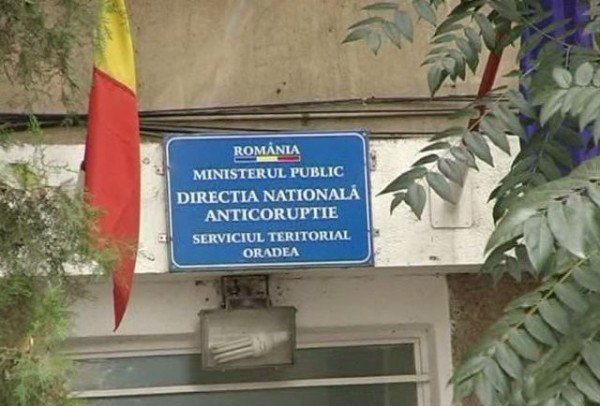 ROMÂNIA
MINISTERUL PUBLIC
DIRECTIA NATIONALĂ
ANTICORUPTIE
SERVICIUL TERITORIAL
ORADEA